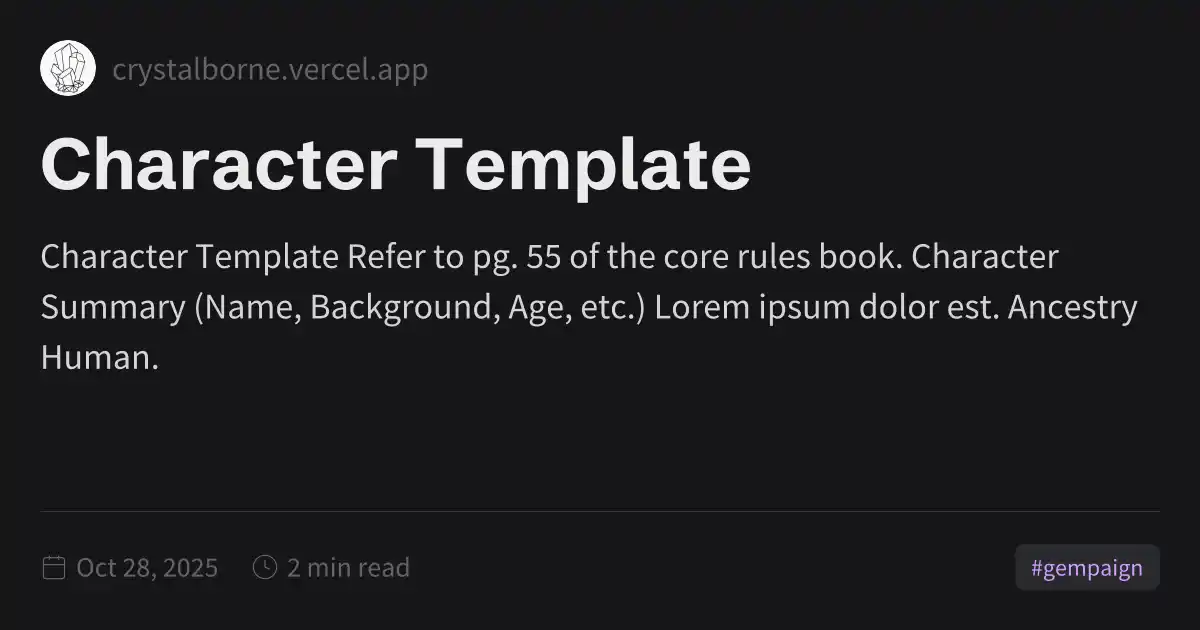 crystalborne.vercel.app
Character Template
Character Template Refer to pg. 55 of the core rules book. Character
Summary (Name, Background, Age, etc.) Lorem ipsum dolor est. Ancestry
Human.
Oct 28, 2025
2 min read
#gempaign